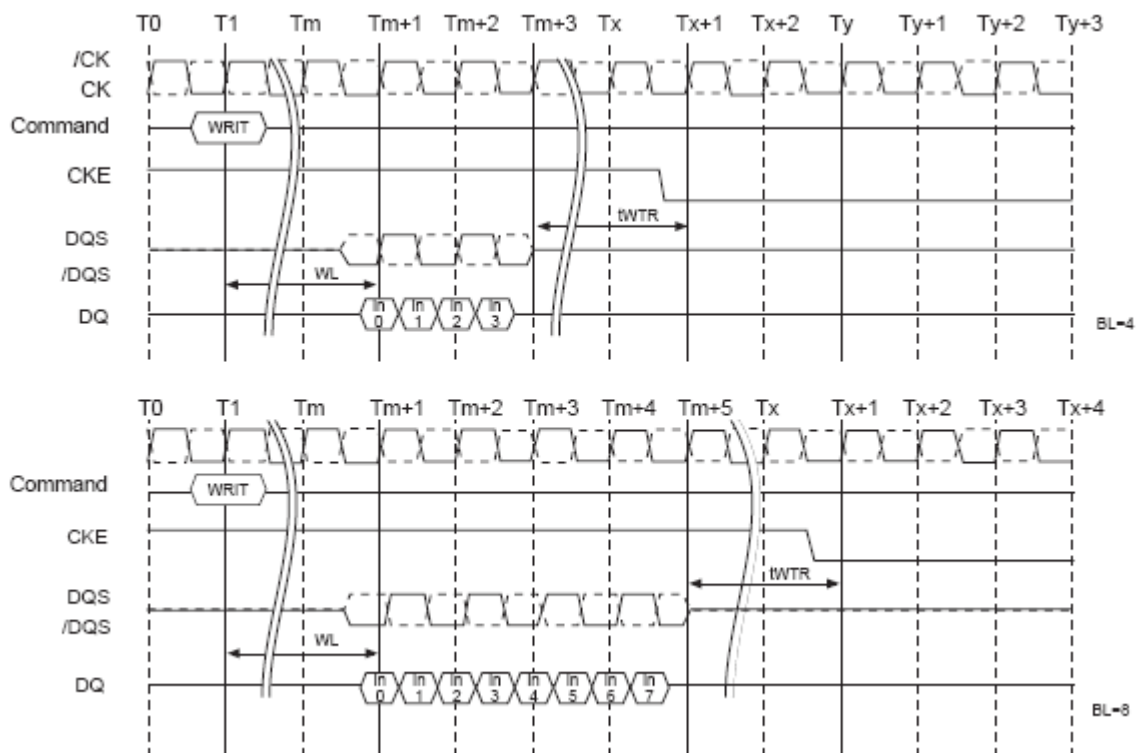 T0 T1 Tm Tm+1 Tm+2 Tm+3 Tx Tx+1 Tx+2 Ty Ty+1 Ty+2 Ty+3
/CK
CK
Command WRIT
CKE
tWTR
DQS
/DQS
WL
DQ In 0 In 1 In 2 In 3
BL=4
T0 T1 Tm Tm+1 Tm+2 Tm+3 Tm+4 Tm+5 Tx Tx+1 Tx+2 Tx+3 Tx+4
Command WRIT
CKE
tWTR
DQS
/DQS
WL
DQ In 0 In 1 In 2 In 3 In 4 In 5 In 6 In 7
BL=8